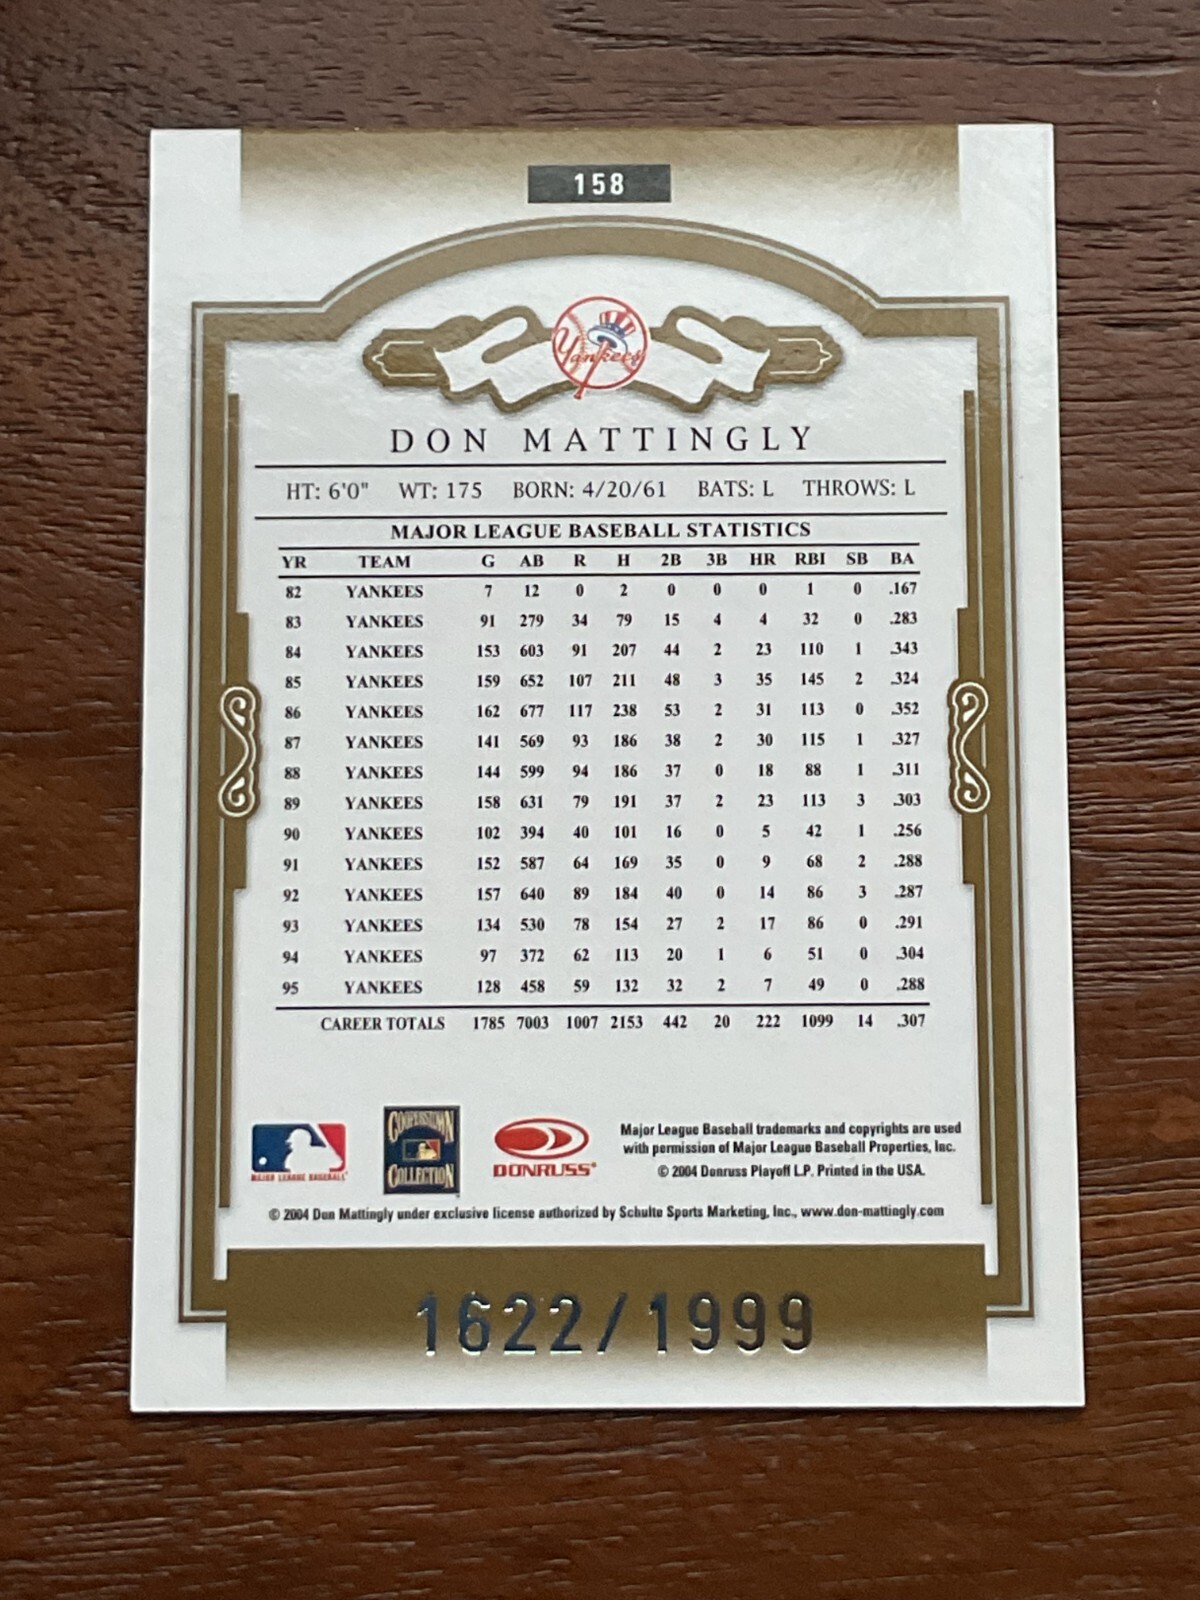 158
Yankees
DON MATTINGLY
HT: 6'0" WT: 175 BORN: 4/20/61 BATS: L THROWS: L
MAJOR LEAGUE BASEBALL STATISTICS
YR TEAM G AB R H 2B 3B HR RBI SB BA
82 YANKEES 7 12 0 2 0 0 0 1 0 .167
83 YANKEES 91 279 34 79 15 4 4 32 0 .283
84 YANKEES 153 603 91 207 44 2 23 110 1 .343
85 YANKEES 159 652 107 211 48 3 35 145 2 .324
86 YANKEES 162 677 117 238 53 2 31 113 0 .352
87 YANKEES 141 569 93 186 38 2 30 115 1 .327
88 YANKEES 144 599 94 186 37 0 18 88 1 .311
89 YANKEES 158 631 79 191 37 2 23 113 3 .303
90 YANKEES 102 394 40 101 16 0 5 42 1 .256
91 YANKEES 152 587 64 169 35 0 9 68 2 .288
92 YANKEES 157 640 89 184 40 0 14 86 3 .287
93 YANKEES 134 530 78 154 27 2 17 86 0 .291
94 YANKEES 97 372 62 113 20 1 6 51 0 .304
95 YANKEES 128 458 59 132 32 2 7 49 0 .288
CAREER TOTALS 1785 7003 1007 2153 442 20 222 1099 14 .307
MAJOR LEAGUE BASEBALL
COOPERSTOWN
COLLECTION
DONRUSS
Major League Baseball trademarks and copyrights are used
with permission of Major League Baseball Properties, Inc.
© 2004 Donruss Playoff L.P. Printed in the USA.
© 2004 Don Mattingly under exclusive license authorized by Schulte Sports Marketing, Inc., www.don-mattingly.com
1622/1999